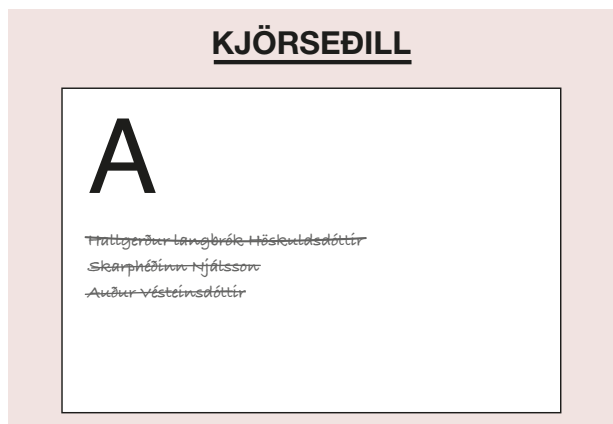 KJÖRSEÐILL
A
Hallgerður langbrók Höskuldsdóttir
Skarphéðinn Njálsson
Auður Vésteinsdóttir